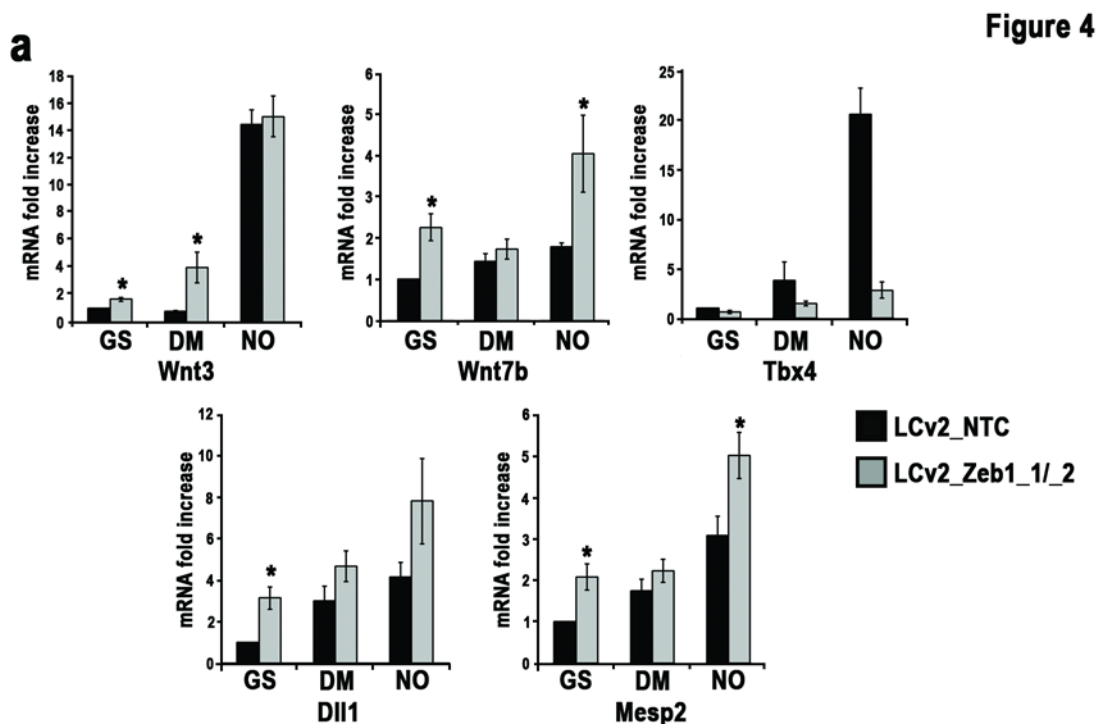 Figure 4
a
mRNA fold increase
18
16
14
12
10
8
6
4
2
0
*
*
GS DM NO
Wnt3
mRNA fold increase
6
5
4
3
2
1
0
*
*
GS DM NO
Wnt7b
mRNA fold increase
25
20
15
10
5
0
GS DM NO
Tbx4
mRNA fold increase
12
10
8
6
4
2
0
*
GS DM NO
Dll1
mRNA fold increase
6
5
4
3
2
1
0
*
*
GS DM NO
Mesp2
LCv2_NTC
LCv2_Zeb1_1/_2